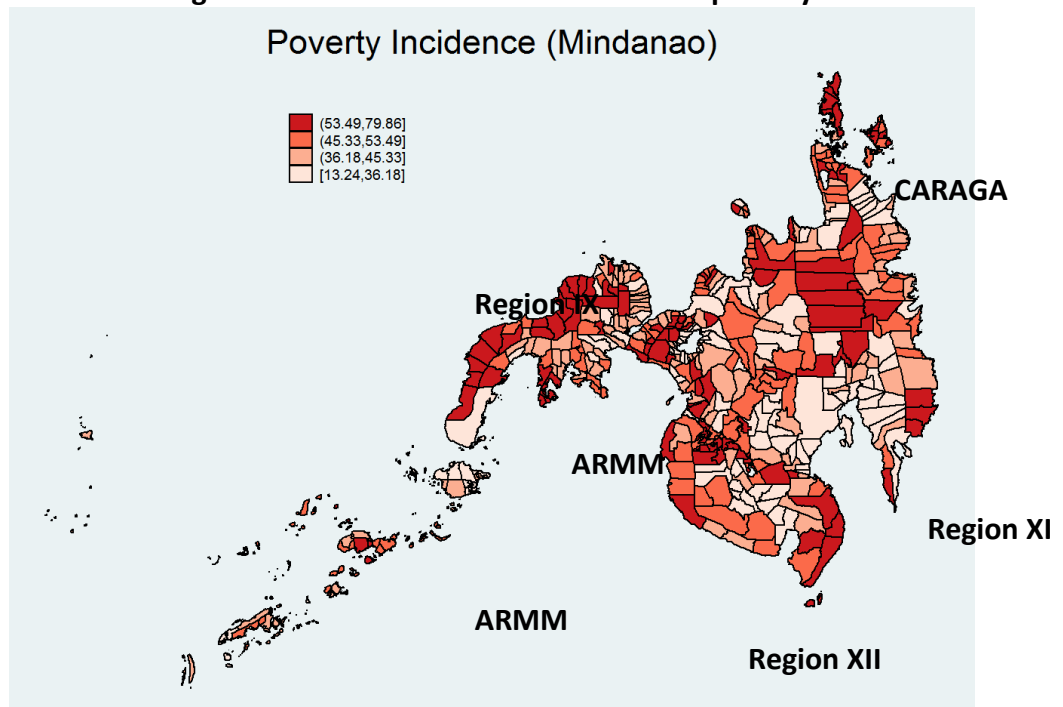 Poverty Incidence (Mindanao)
(53.49,79.86]
(45.33,53.49]
(36.18,45.33]
[13.24,36.18]
CARAGA
Region IX
ARMM
Region XI
ARMM
Region XII